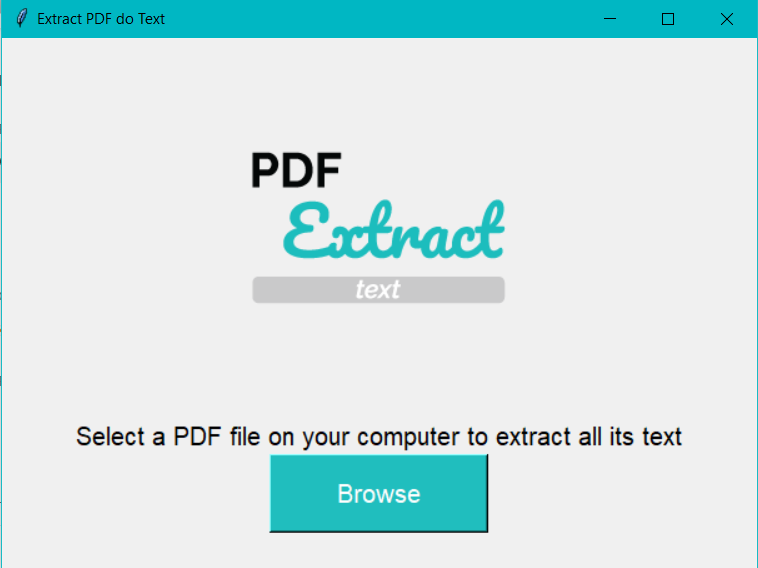 Extract PDF do Text
PDF
Extract
text
Select a PDF file on your computer to extract all its text
Browse